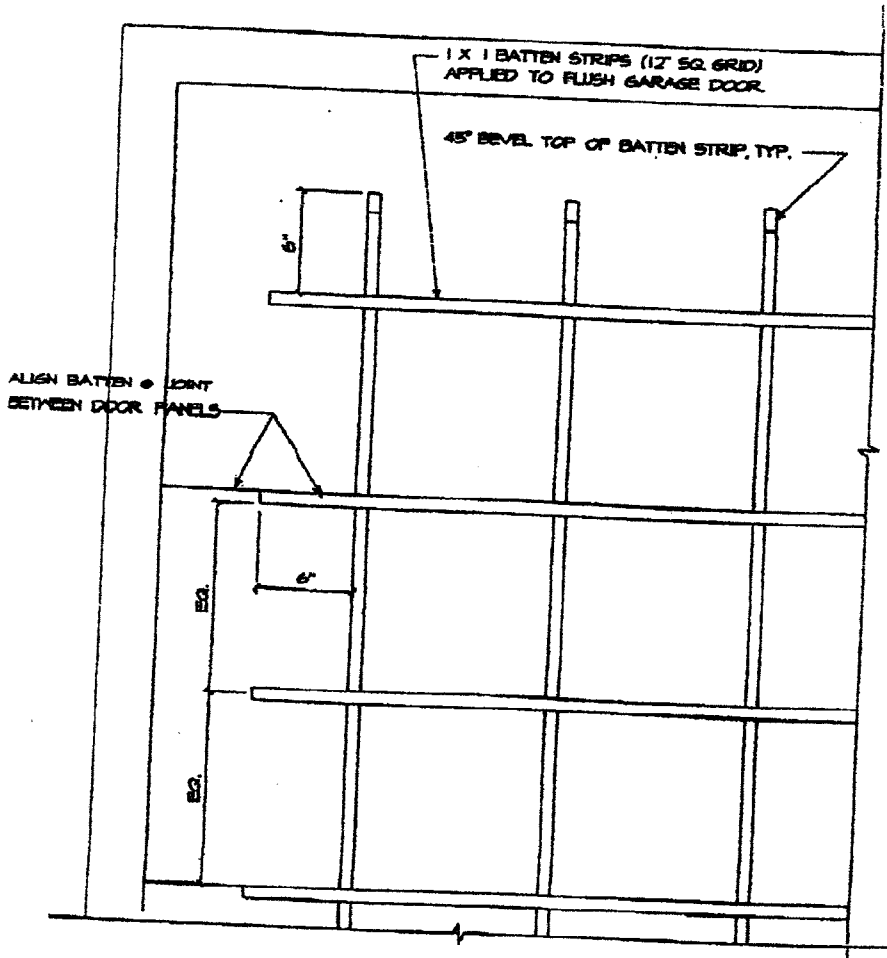 1 X 1 BATTEN STRIPS (12" SQ. GRID)
APPLIED TO FLUSH GARAGE DOOR.
45° BEVEL TOP OF BATTEN STRIP, TYP.
6"
ALIGN BATTEN @ JOINT
BETWEEN DOOR PANELS
6"
EQ.
EQ.